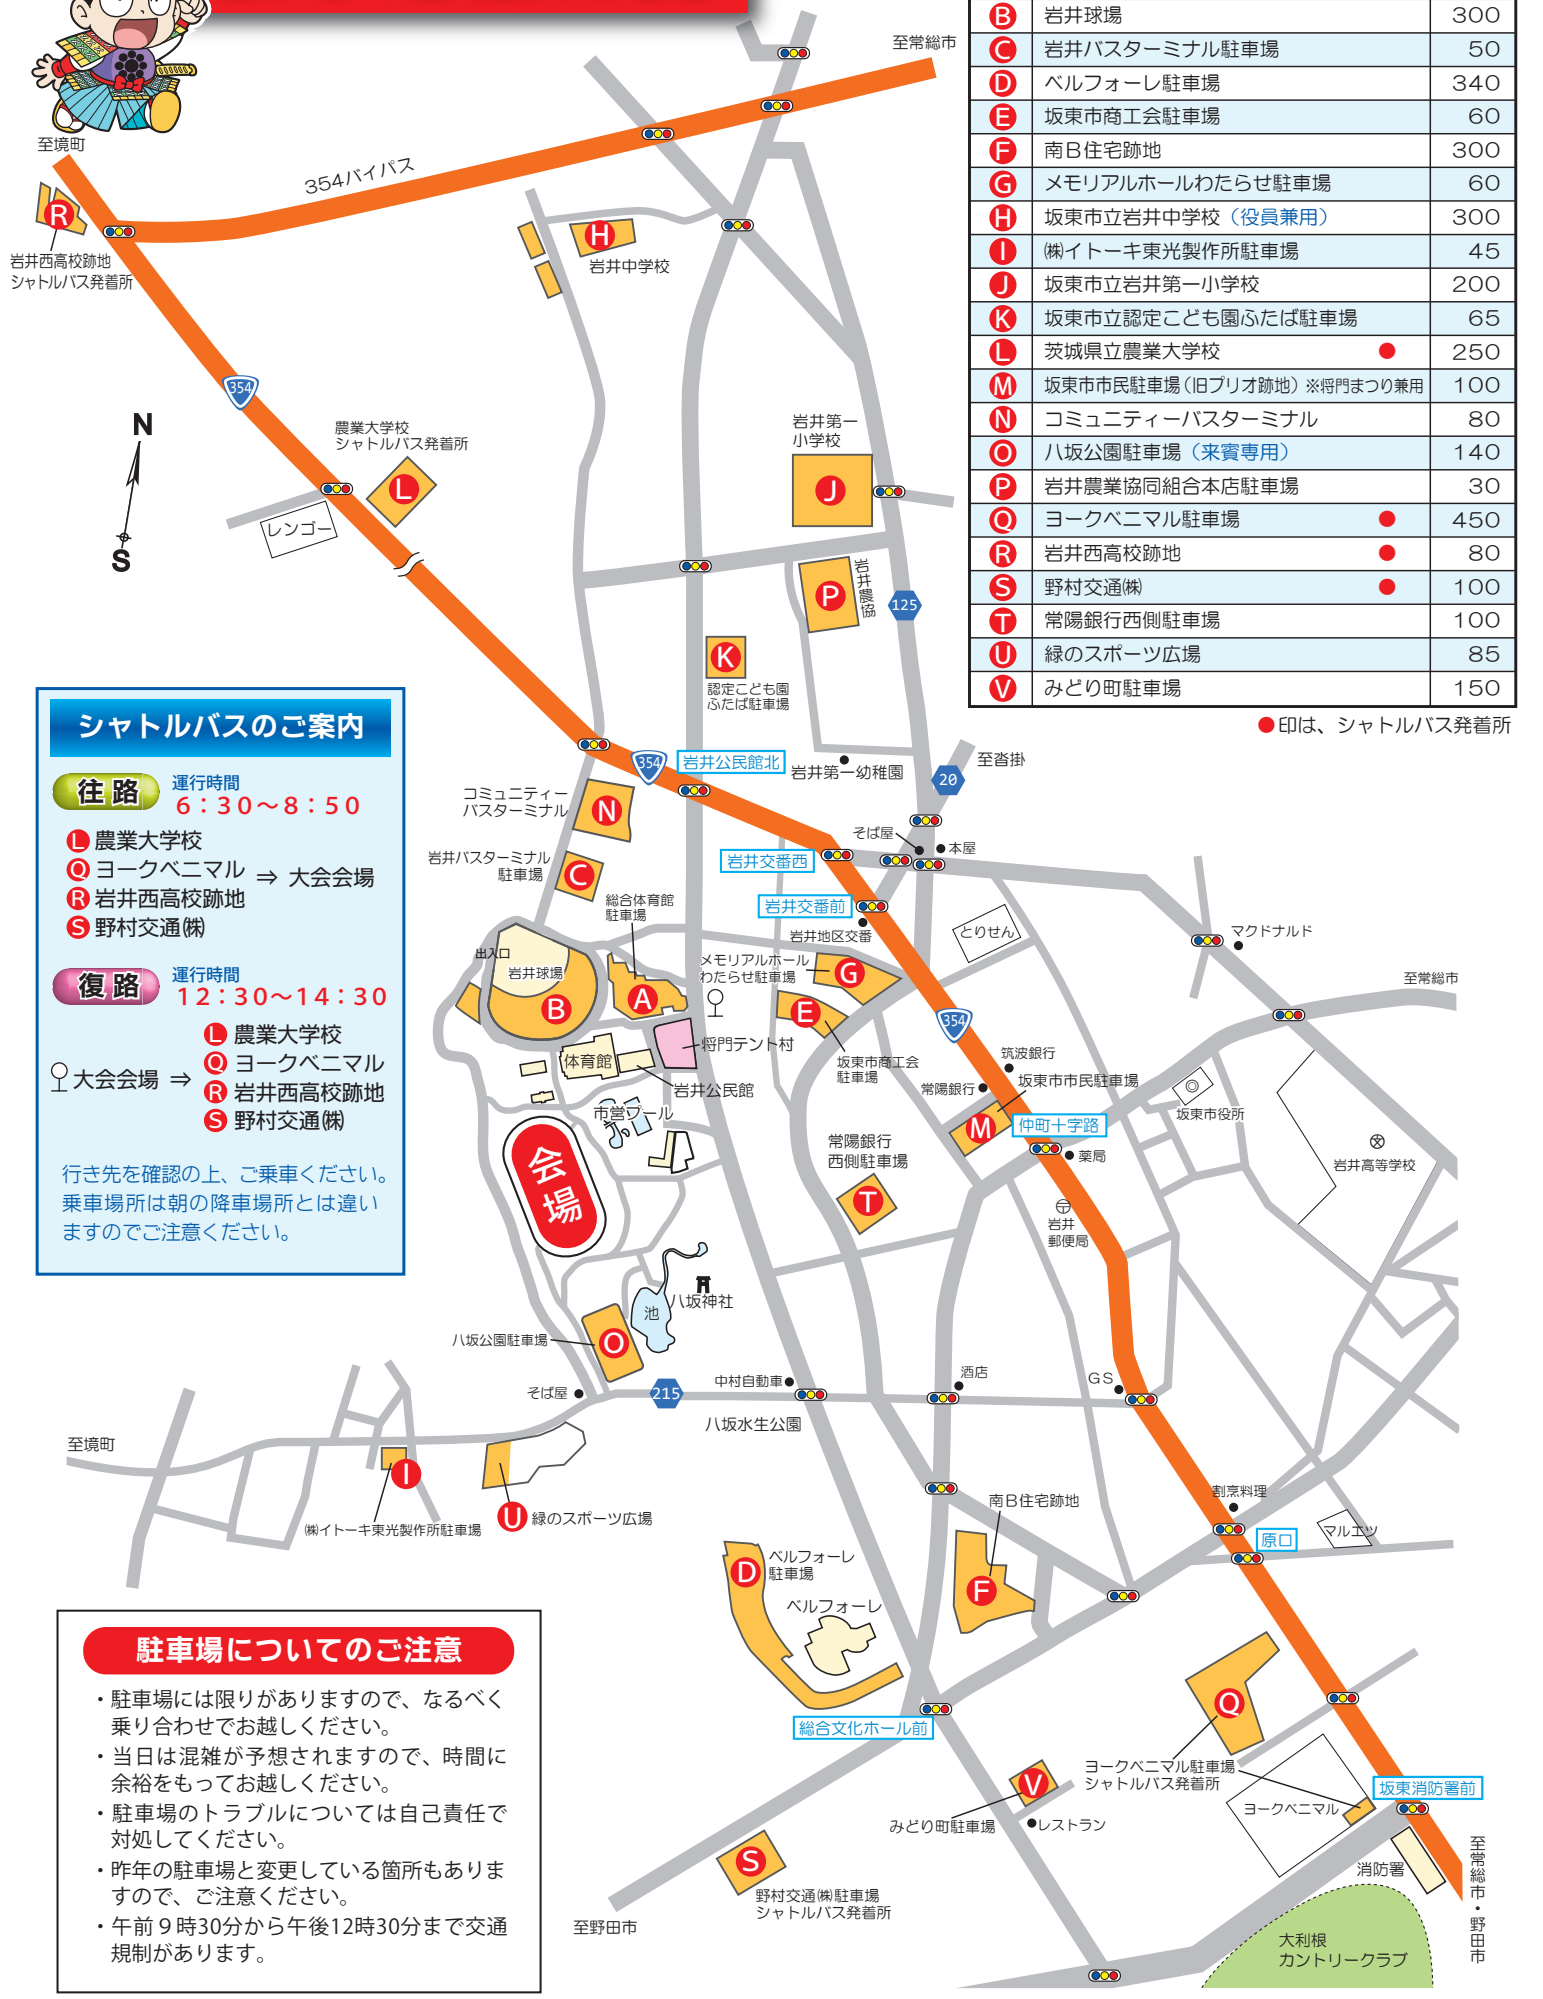 B 岩井球場 300
C 岩井バスターミナル駐車場 50
D ベルフォーレ駐車場 340
E 坂東市商工会駐車場 60
F 南B住宅跡地 300
G メモリアルホールわたらせ駐車場 60
H 坂東市立岩井中学校（役員兼用） 300
I ㈱イトーキ東光製作所駐車場 45
J 坂東市立岩井第一小学校 200
K 坂東市立認定こども園ふたば駐車場 65
L 茨城県立農業大学校 ● 250
M 坂東市市民駐車場（旧プリオ跡地）※将門まつり兼用 100
N コミュニティーバスターミナル 80
O 八坂公園駐車場（来賓専用） 140
P 岩井農業協同組合本店駐車場 30
Q ヨークベニマル駐車場 ● 450
R 岩井西高校跡地 ● 80
S 野村交通㈱ ● 100
T 常陽銀行西側駐車場 100
U 緑のスポーツ広場 85
V みどり町駐車場 150
●印は、シャトルバス発着所
至常総市
至境町
354バイパス
R
岩井西高校跡地
シャトルバス発着所
H
岩井中学校
354
N
S
農業大学校
シャトルバス発着所
L
レンゴー
岩井第一
小学校
J
P
岩井農協
125
K
認定こども園
ふたば駐車場
354
岩井公民館北
岩井第一幼稚園
20
至沓掛
コミュニティー
バスターミナル
N
そば屋
本屋
岩井交番西
岩井バスターミナル
駐車場
C
岩井交番前
総合体育館
駐車場
岩井地区交番
とりせん
マクドナルド
出入口
岩井球場
B
A
メモリアルホール
わたらせ駐車場
G
E
至常総市
354
将門テント村
体育館
岩井公民館
坂東市商工会
駐車場
筑波銀行
常陽銀行
坂東市市民駐車場
M
仲町十字路
坂東市役所
市営プール
薬局
岩井高等学校
会場
常陽銀行
西側駐車場
T
〒
岩井
郵便局
池
八坂神社
八坂公園駐車場
O
そば屋
215
中村自動車
酒店
GS
八坂水生公園
至境町
I
㈱イトーキ東光製作所駐車場
U
緑のスポーツ広場
南B住宅跡地
F
割烹料理
原口
マルエツ
D
ベルフォーレ
駐車場
ベルフォーレ
総合文化ホール前
Q
ヨークベニマル駐車場
シャトルバス発着所
坂東消防署前
V
みどり町駐車場
レストラン
ヨークベニマル
S
野村交通㈱駐車場
シャトルバス発着所
至野田市
消防署
至常総市・野田市
大利根
カントリークラブ
シャトルバスのご案内
往路
運行時間
6：30〜8：50
L 農業大学校
Q ヨークベニマル ⇒ 大会会場
R 岩井西高校跡地
S 野村交通㈱
復路
運行時間
12：30〜14：30
L 農業大学校
Q ヨークベニマル
大会会場 ⇒
R 岩井西高校跡地
S 野村交通㈱
行き先を確認の上、ご乗車ください。
乗車場所は朝の降車場所とは違い
ますのでご注意ください。
駐車場についてのご注意
・駐車場には限りがありますので、なるべく
乗り合わせでお越しください。
・当日は混雑が予想されますので、時間に
余裕をもってお越しください。
・駐車場のトラブルについては自己責任で
対処してください。
・昨年の駐車場と変更している箇所もありま
すので、ご注意ください。
・午前９時30分から午後12時30分まで交通
規制があります。